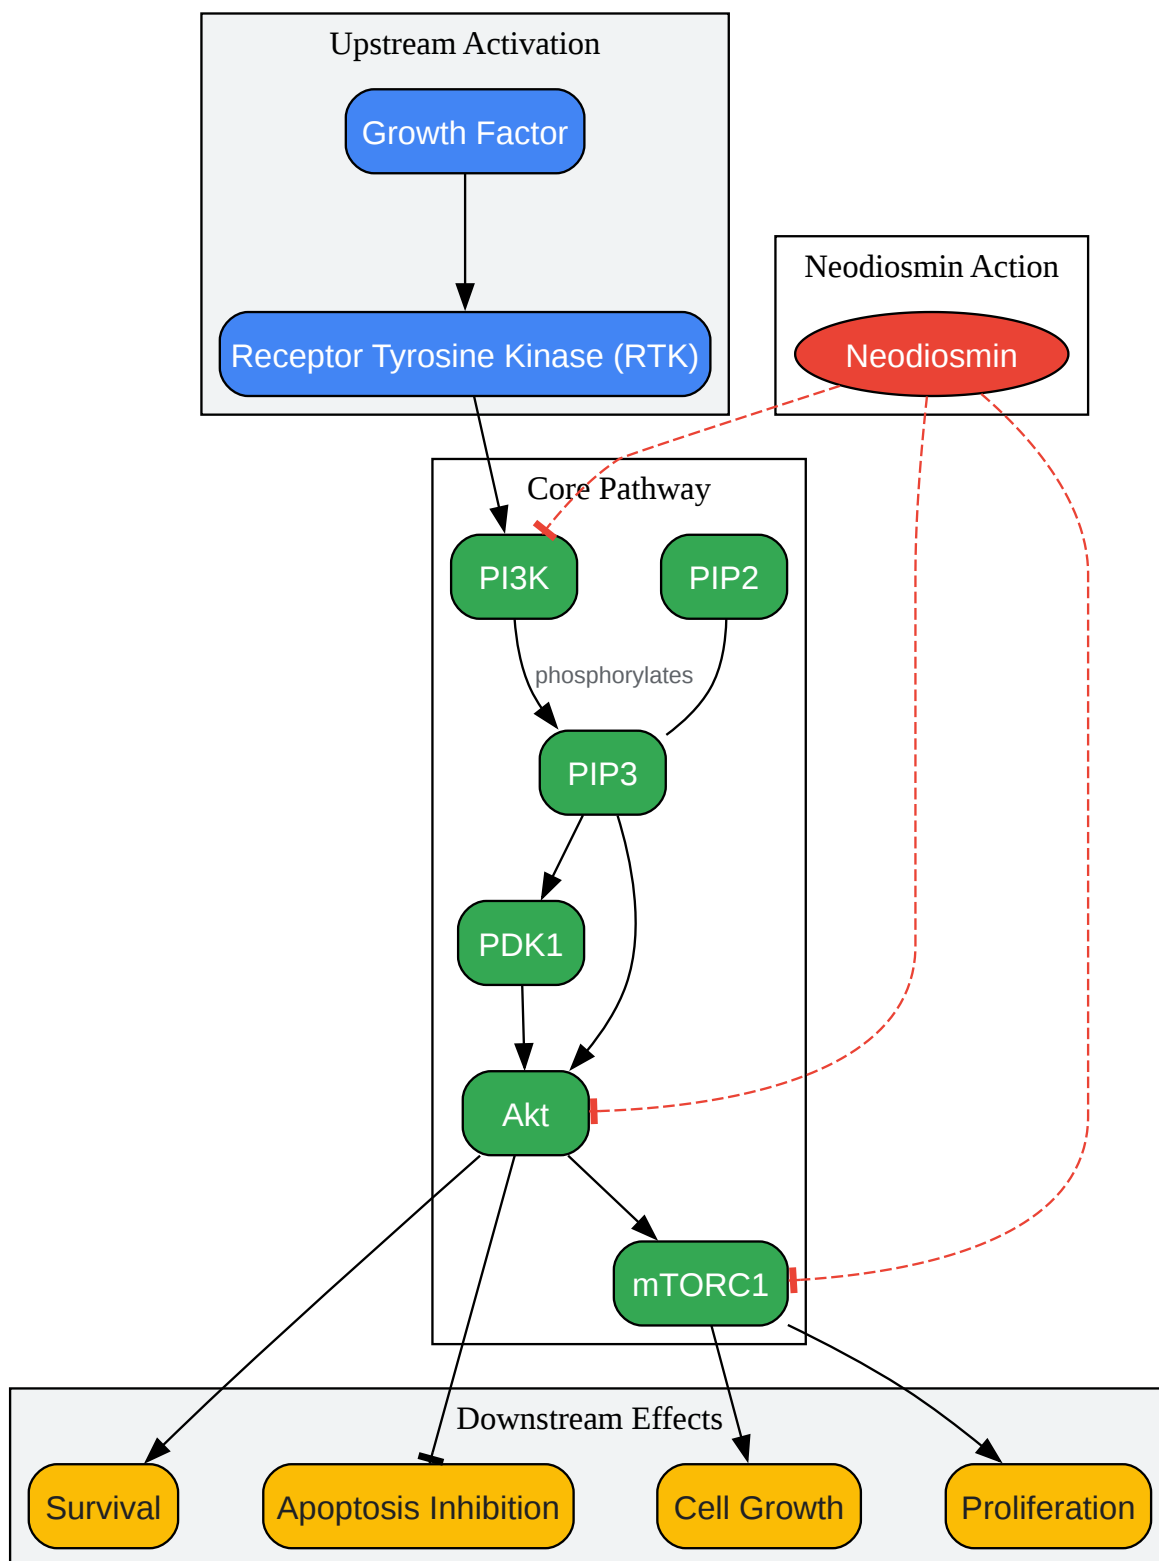 Upstream Activation
Growth Factor
Receptor Tyrosine Kinase (RTK)
Neodiosmin Action
Neodiosmin
Core Pathway
PI3K
PIP2
phosphorylates
PIP3
PDK1
Akt
mTORC1
Downstream Effects
Survival
Apoptosis Inhibition
Cell Growth
Proliferation